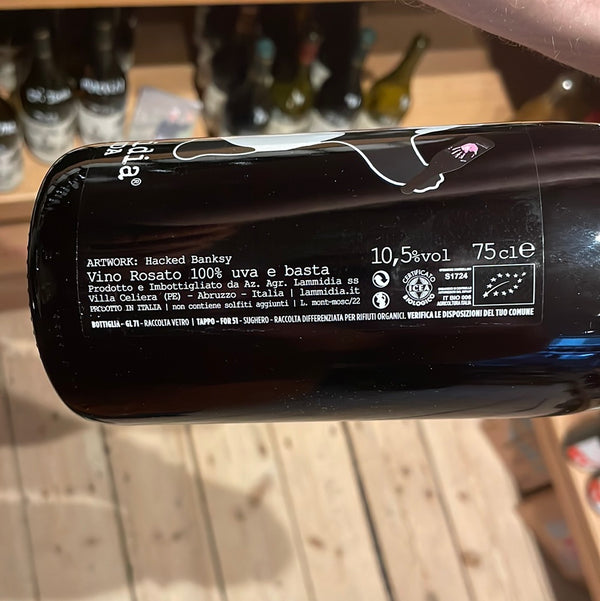 dia®
DA
ARTWORK: Hacked Banksy
Vino Rosato 100% uva e basta
Prodotto e Imbottigliato da Az. Agr. Lammidia ss
Villa Celiera (PE) - Abruzzo - Italia | lammidia.it
PRODOTTO IN ITALIA | non contiene solfiti aggiunti | L. mont-mosc/22
BOTTIGLIA - GL 71 - RACCOLTA VETRO | TAPPO - FOR 51 - SUGHERO - RACCOLTA DIFFERENZIATA PER RIFIUTI ORGANICI. VERIFICA LE DISPOSIZIONI DEL TUO COMUNE
10,5%vol 75cl℮
CERTIFICATO
ICEA
BIOLOGICO
S1724
IT BIO 006
AGRICOLTURA ITALIA